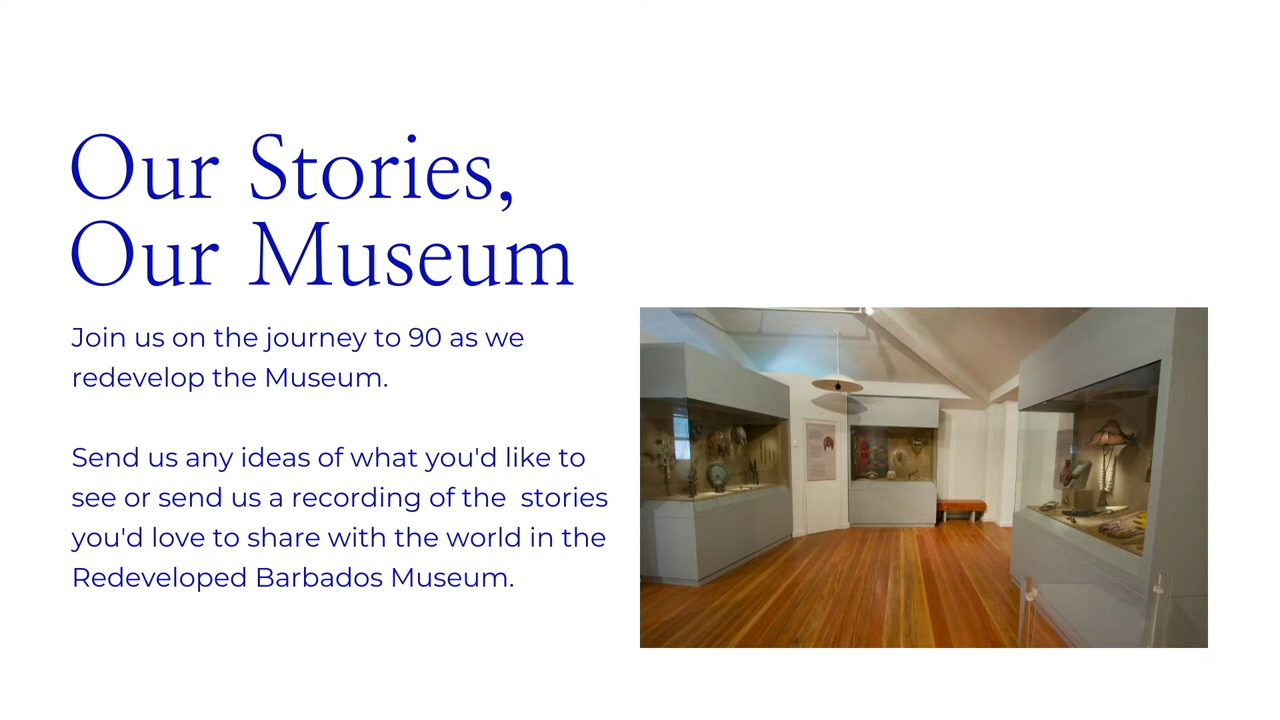 Our Stories,
Our Museum
Join us on the journey to 90 as we
redevelop the Museum.
Send us any ideas of what you'd like to
see or send us a recording of the  stories
you'd love to share with the world in the
Redeveloped Barbados Museum.